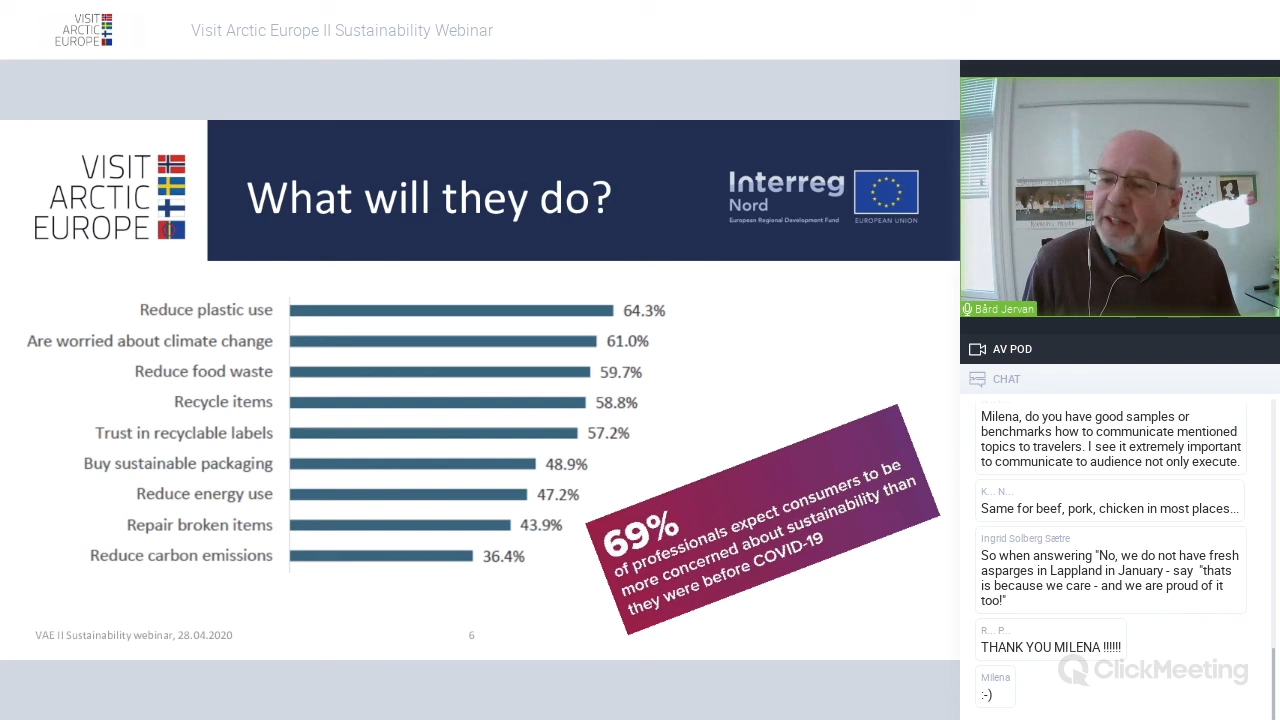 VISIT
ARCTIC
EUROPE
Visit Arctic Europe II Sustainability Webinar
VISIT
ARCTIC
EUROPE
What will they do?
Interreg
Nord
European Regional Development Fund
EUROPEAN UNION
Reduce plastic use 64.3%
Are worried about climate change 61.0%
Reduce food waste 59.7%
Recycle items 58.8%
Trust in recyclable labels 57.2%
Buy sustainable packaging 48.9%
Reduce energy use 47.2%
Repair broken items 43.9%
Reduce carbon emissions 36.4%
69%
of professionals expect consumers to be
more concerned about sustainability than
they were before COVID-19
VAE II Sustainability webinar, 28.04.2020
6
Bård Jervan
AV POD
CHAT
Milena, do you have good samples or
benchmarks how to communicate mentioned
topics to travelers. I see it extremely important
to communicate to audience not only execute.
K... N...
Same for beef, pork, chicken in most places...
Ingrid Solberg Sætre
So when answering "No, we do not have fresh
asparges in Lappland in January - say "thats
is because we care - and we are proud of it
too!"
R... P...
THANK YOU MILENA !!!!!!
ClickMeeting
Milena
:-)